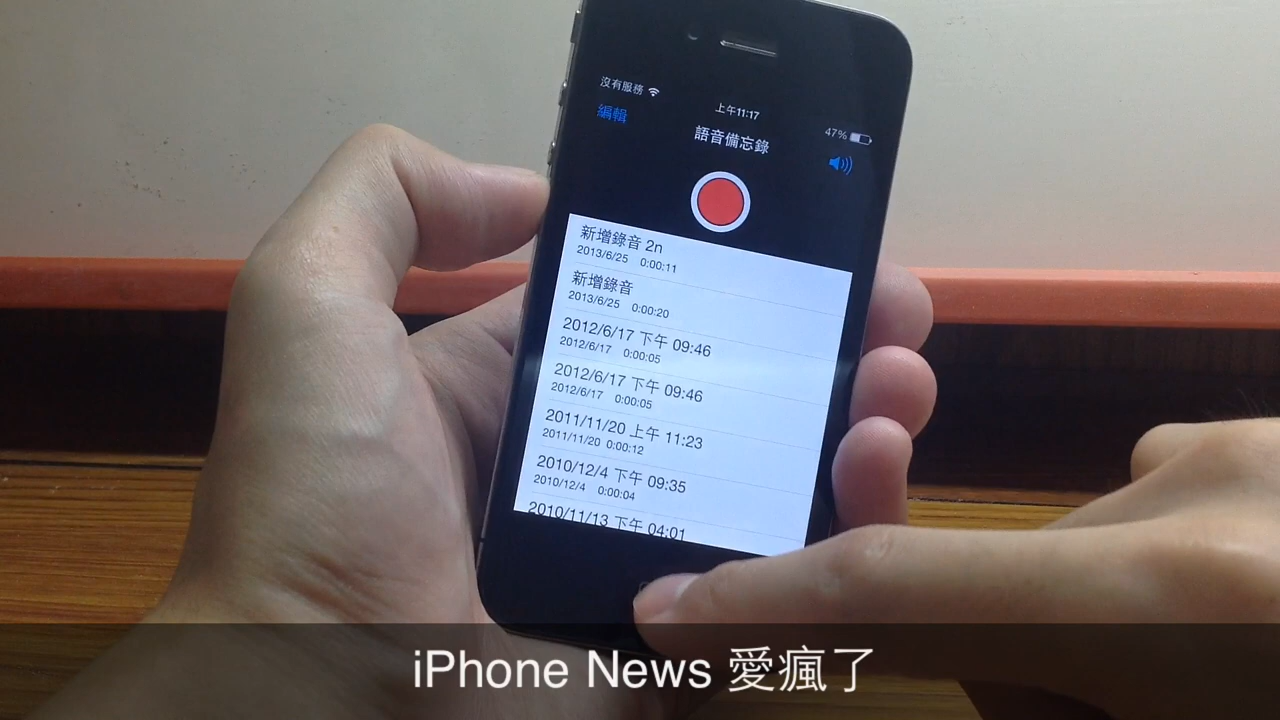 沒有服務
上午11:17
47%
編輯
語音備忘錄
新增錄音 2n
2013/6/25 0:00:11
新增錄音
2013/6/25 0:00:20
2012/6/17 下午 09:46
2012/6/17 0:00:05
2012/6/17 下午 09:46
2012/6/17 0:00:05
2011/11/20 上午 11:23
2011/11/20 0:00:12
2010/12/4 下午 09:35
2010/12/4 0:00:04
2010/11/13 下午 04:01
iPhone News 愛瘋了